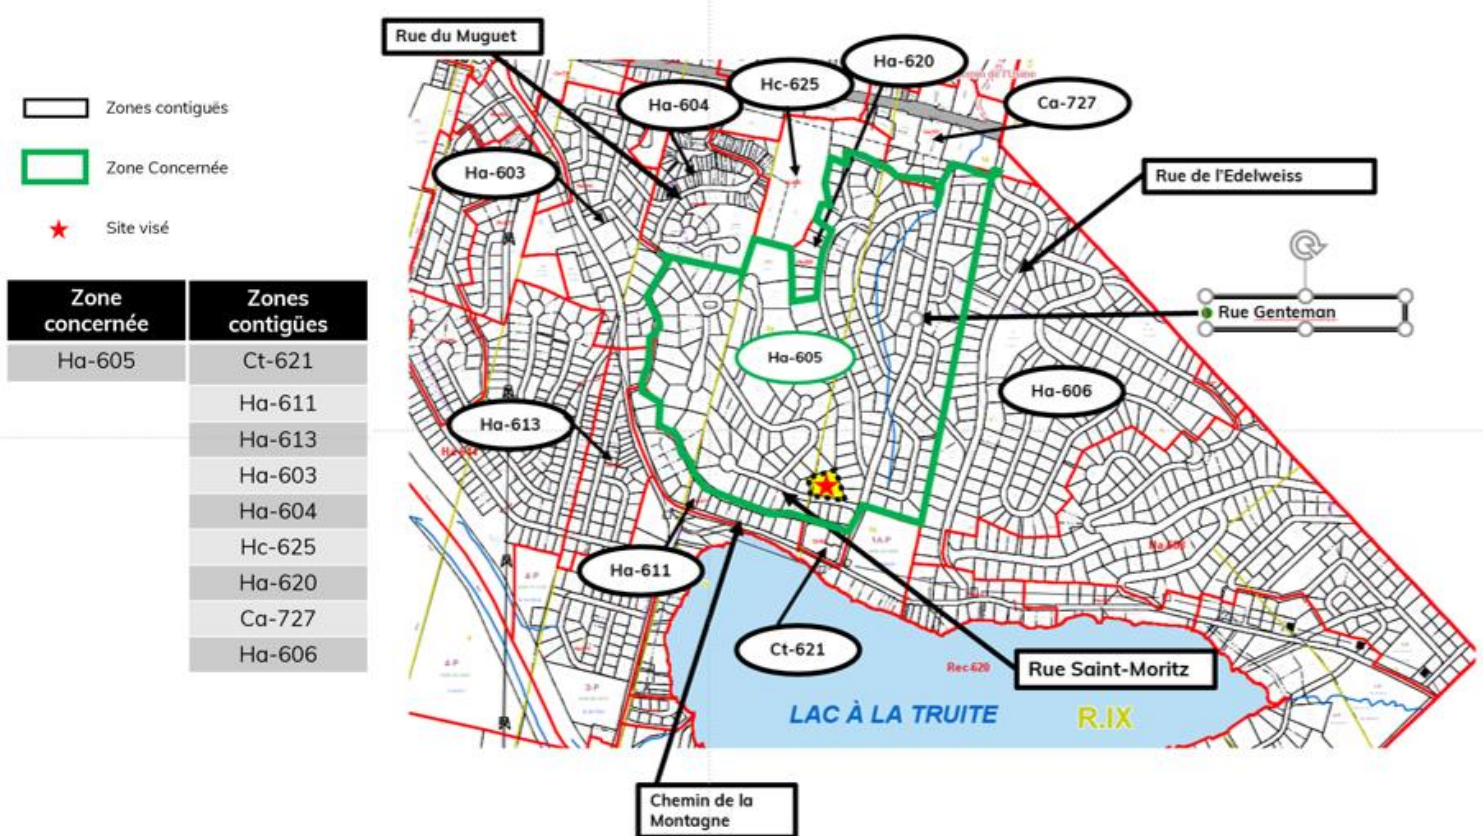 Zones contiguës
Zone Concernée
Site visé
Zone concernée
Zones contigües
Ha-605
Ct-621
Ha-611
Ha-613
Ha-603
Ha-604
Hc-625
Ha-620
Ca-727
Ha-606
Rue du Muguet
Ha-604
Hc-625
Ha-620
Ca-727
Ha-603
Rue de l'Edelweiss
Rue Genteman
Ha-605
Ha-606
Ha-613
Ha-611
Ct-621
Rec-620
Rue Saint-Moritz
LAC À LA TRUITE
R.IX
Chemin de la
Montagne